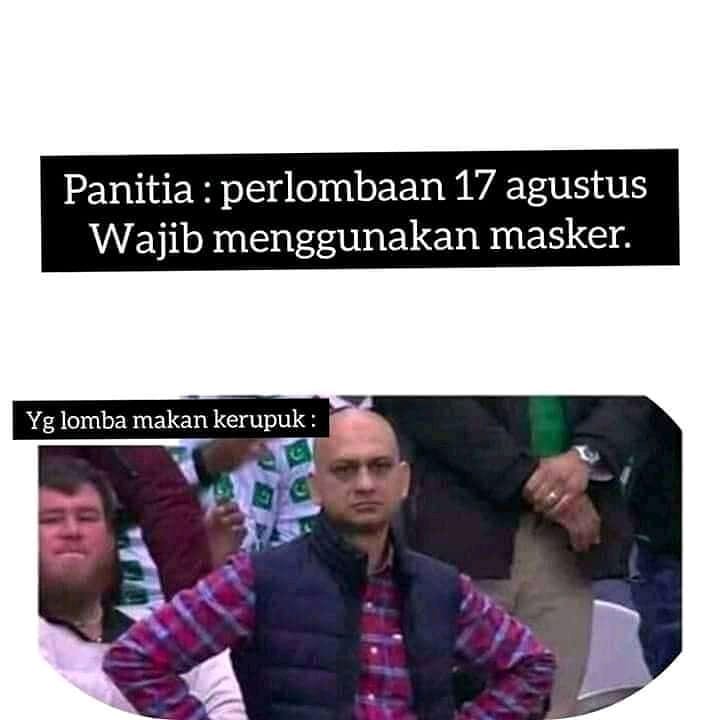 Panitia : perlombaan 17 agustus
Wajib menggunakan masker.
Yg lomba makan kerupuk :